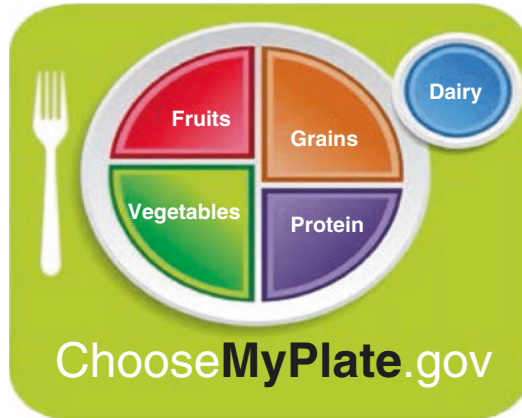 Fruits
Grains
Dairy
Vegetables
Protein
ChooseMyPlate.gov